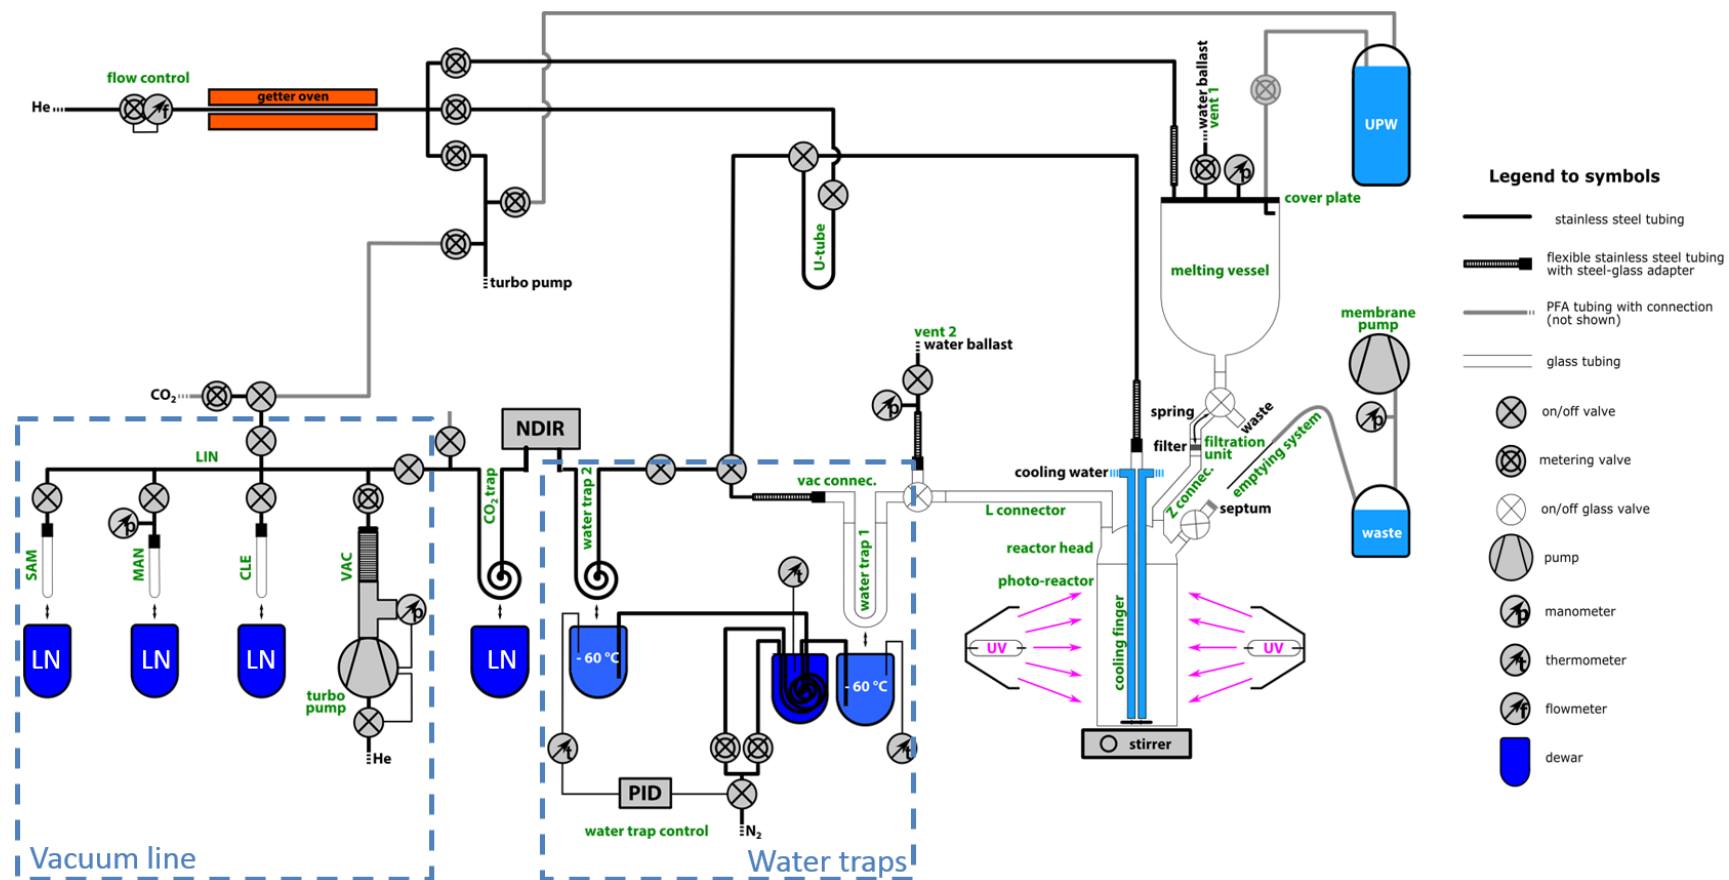 flow control
He
getter oven
f
water ballast
vent 1
UPW
p
cover plate
Legend to symbols
stainless steel tubing
flexible stainless steel tubing
with steel-glass adapter
PFA tubing with connection
(not shown)
glass tubing
on/off valve
metering valve
on/off glass valve
pump
p
manometer
t
thermometer
f
flowmeter
dewar
U-tube
melting vessel
turbo pump
membrane
pump
p
vent 2
water ballast
p
CO₂
spring
waste
filter
filtration
unit
emptying system
NDIR
LIN
cooling water
vac connec.
Z connec.
septum
L connector
waste
CO₂ trap
water trap 2
water trap 1
reactor head
photo-reactor
p
SAM
MAN
CLE
VAC
p
t
cooling finger
UV
UV
LN
LN
LN
LN
- 60 °C
- 60 °C
turbo
pump
He
t
t
stirrer
PID
water trap control
N₂
Vacuum line
Water traps